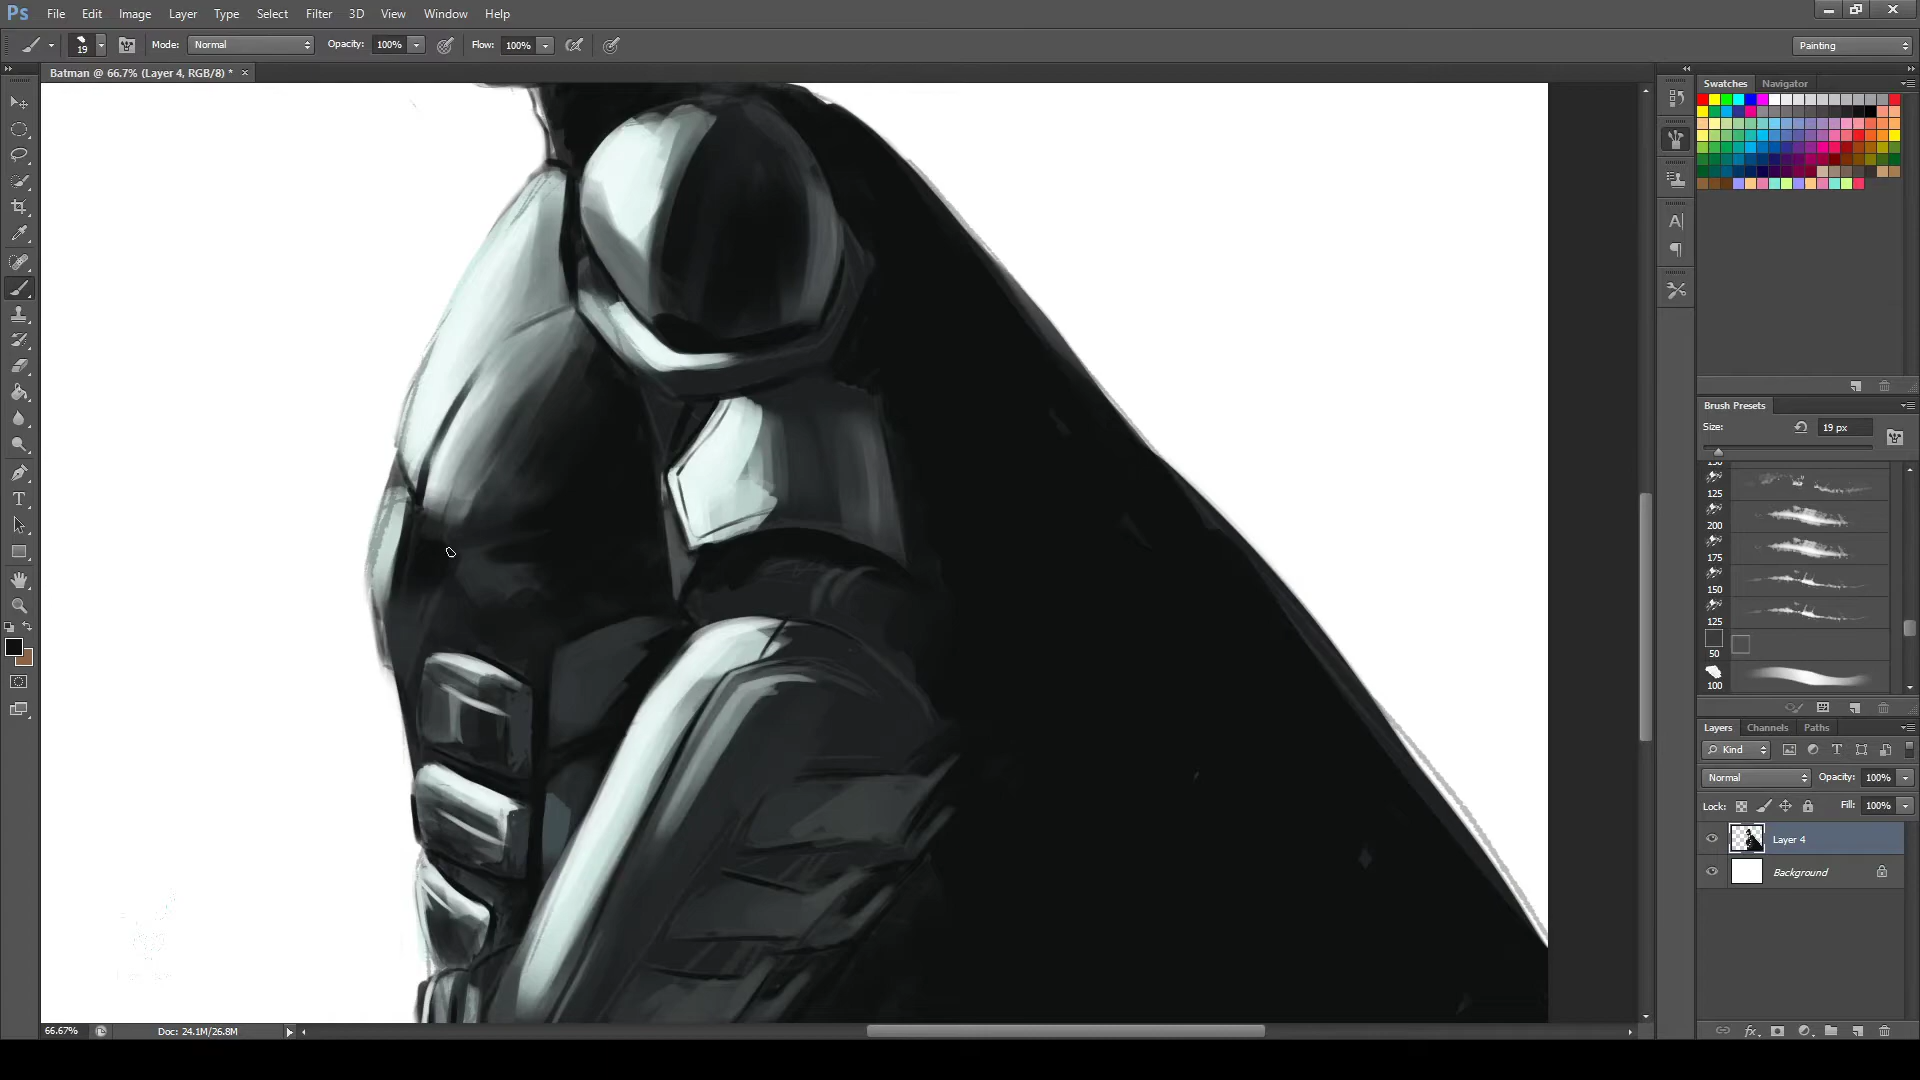 Ps File Edit Image Layer Type Select Filter 3D View Window Help
19 Mode: Normal Opacity: 100% Flow: 100% Painting
Batman @ 66.7% (Layer 4, RGB/8) * ×
Swatches Navigator
Brush Presets
Size: 19 px
125
200
175
150
125
50
100
Layers Channels Paths
Kind
Normal Opacity: 100%
Lock: Fill: 100%
Layer 4
Background
66.67% Doc: 24.1M/26.8M